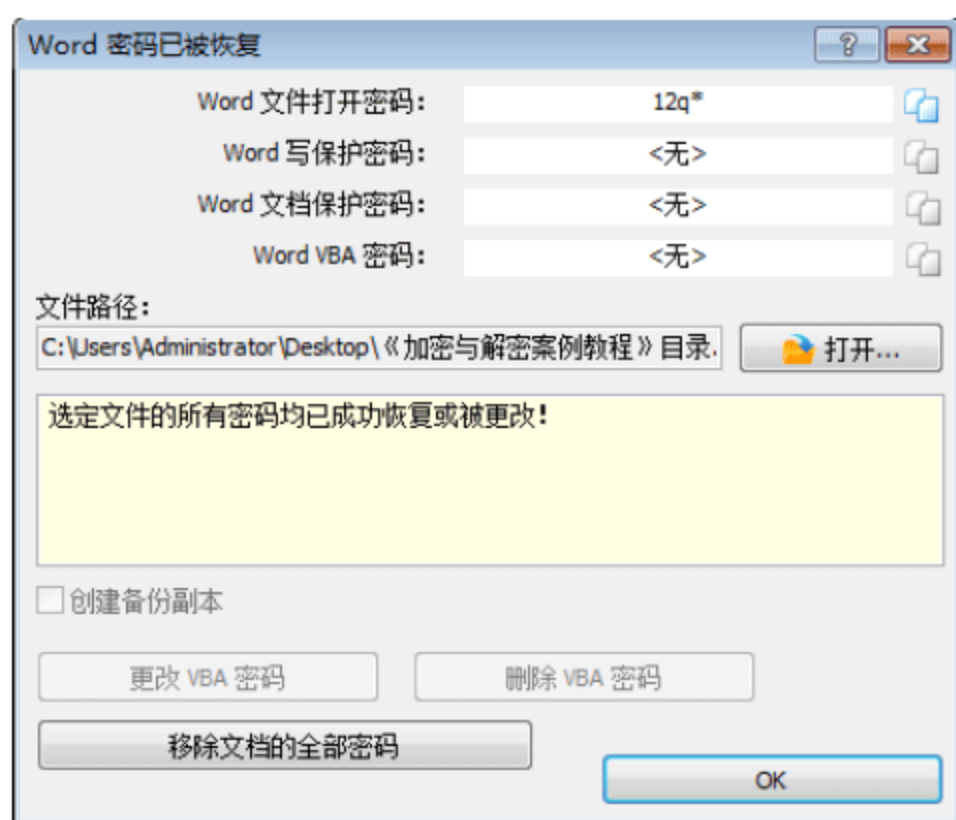 Word 密码已被恢复
Word 文件打开密码: 12q*
Word 写保护密码: <无>
Word 文档保护密码: <无>
Word VBA 密码: <无>
文件路径:
C:\Users\Administrator\Desktop\《加密与解密案例教程》目录. 打开...
选定文件的所有密码均已成功恢复或被更改!
创建备份副本
更改 VBA 密码 删除 VBA 密码
移除文档的全部密码
OK